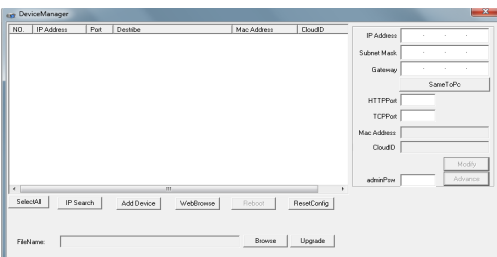 DeviceManager
NO. IP Address Port Destribe Mac Address CloudID
IP Address
Subnet Mask
Gateway
SameToPc
HTTPPort
TCPPort
Mac Address
CloudID
Modify
adminPsw Advance
SelectAll IP Search Add Device WebBrowse Reboot ResetConfig
FileName: Browse Upgrade